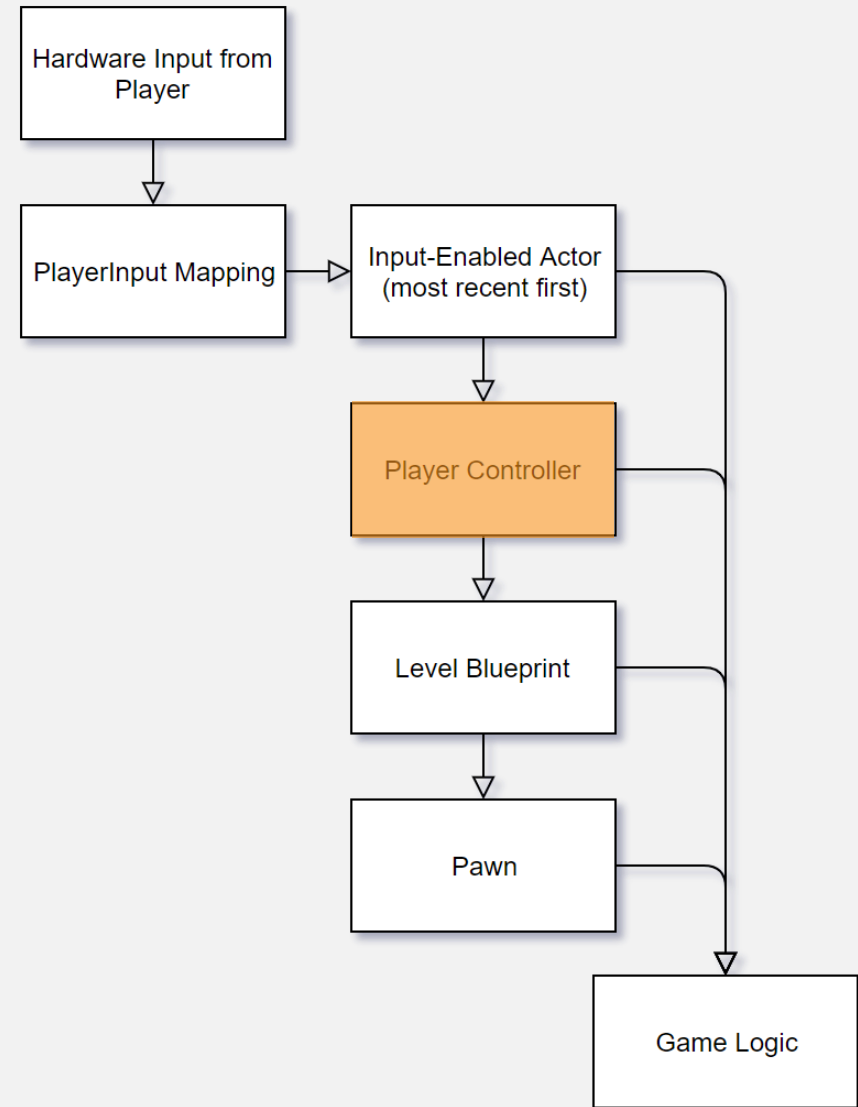 Hardware Input from
Player
PlayerInput Mapping
Input-Enabled Actor
(most recent first)
Player Controller
Level Blueprint
Pawn
Game Logic